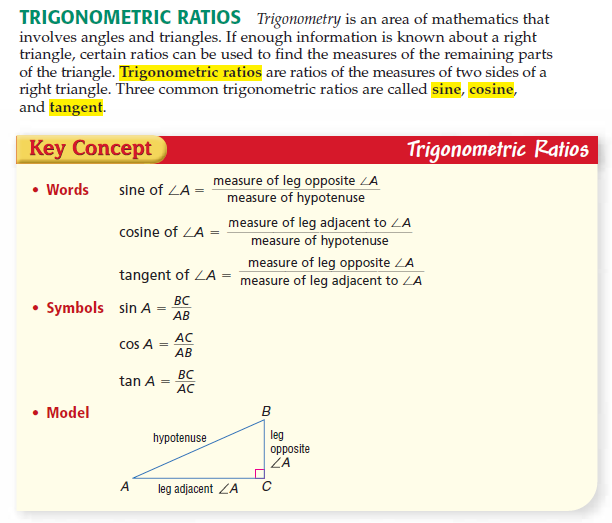 TRIGONOMETRIC RATIOS Trigonometry is an area of mathematics that
involves angles and triangles. If enough information is known about a right
triangle, certain ratios can be used to find the measures of the remaining parts
of the triangle. Trigonometric ratios are ratios of the measures of two sides of a
right triangle. Three common trigonometric ratios are called sine, cosine,
and tangent.
Key Concept Trigonometric Ratios
• Words sine of ∠A = measure of leg opposite ∠A
measure of hypotenuse
cosine of ∠A = measure of leg adjacent to ∠A
measure of hypotenuse
tangent of ∠A = measure of leg opposite ∠A
measure of leg adjacent to ∠A
• Symbols sin A = BC
AB
cos A = AC
AB
tan A = BC
AC
• Model
B
hypotenuse
leg
opposite
∠A
A
leg adjacent ∠A
C